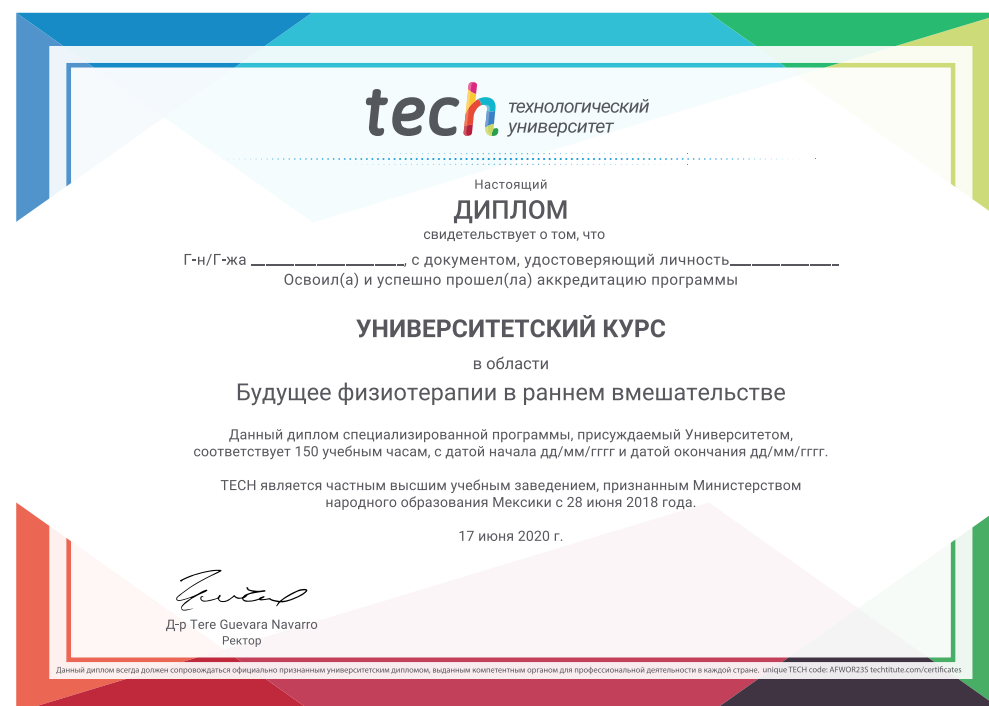 tech технологический
университет
Настоящий
ДИПЛОМ
свидетельствует о том, что
Г-н/Г-жа __________________, с документом, удостоверяющий личность_____________
Освоил(а) и успешно прошел(ла) аккредитацию программы
УНИВЕРСИТЕТСКИЙ КУРС
в области
Будущее физиотерапии в раннем вмешательстве
Данный диплом специализированной программы, присуждаемый Университетом,
соответствует 150 учебным часам, с датой начала дд/мм/гггг и датой окончания дд/мм/гггг.
TECH является частным высшим учебным заведением, признанным Министерством
народного образования Мексики с 28 июня 2018 года.
17 июня 2020 г.
Д-р Tere Guevara Navarro
Ректор
Данный диплом всегда должен сопровождаться официально признанным университетским дипломом, выданным компетентным органом для профессиональной деятельности в каждой стране. unique TECH code: AFWOR23S techtitute.com/certificates